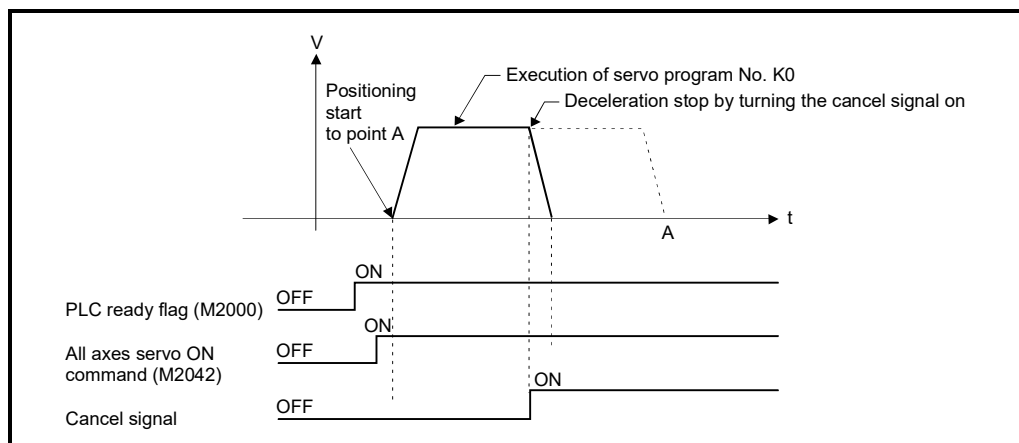 V
Execution of servo program No. K0
Deceleration stop by turning the cancel signal on
Positioning
start
to point A
t
A
ON
OFF
PLC ready flag (M2000)
ON
OFF
All axes servo ON
command (M2042)
ON
OFF
Cancel signal